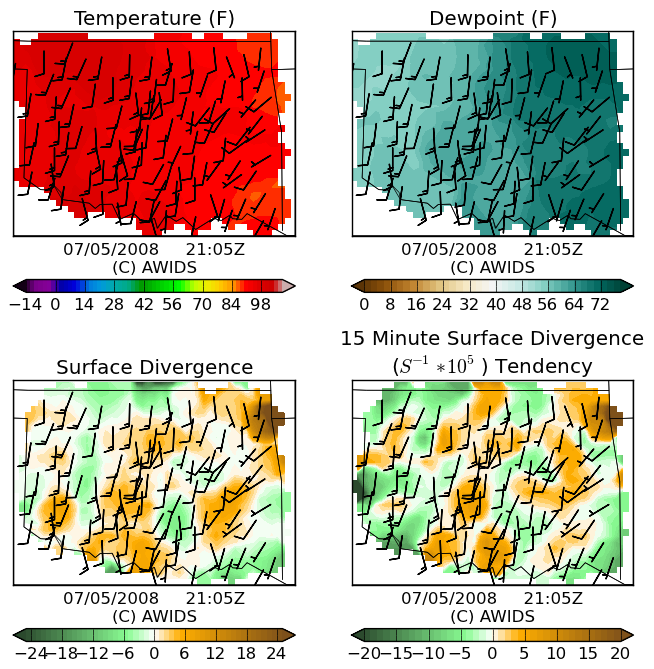 Temperature (F)
Dewpoint (F)
07/05/2008 21:05Z
(C) AWIDS
07/05/2008 21:05Z
(C) AWIDS
−14 0 14 28 42 56 70 84 98
0 8 16 24 32 40 48 56 64 72
Surface Divergence
15 Minute Surface Divergence
(S⁻¹ *10⁵ ) Tendency
07/05/2008 21:05Z
(C) AWIDS
07/05/2008 21:05Z
(C) AWIDS
−24 −18 −12 −6 0 6 12 18 24
−20 −15 −10 −5 0 5 10 15 20